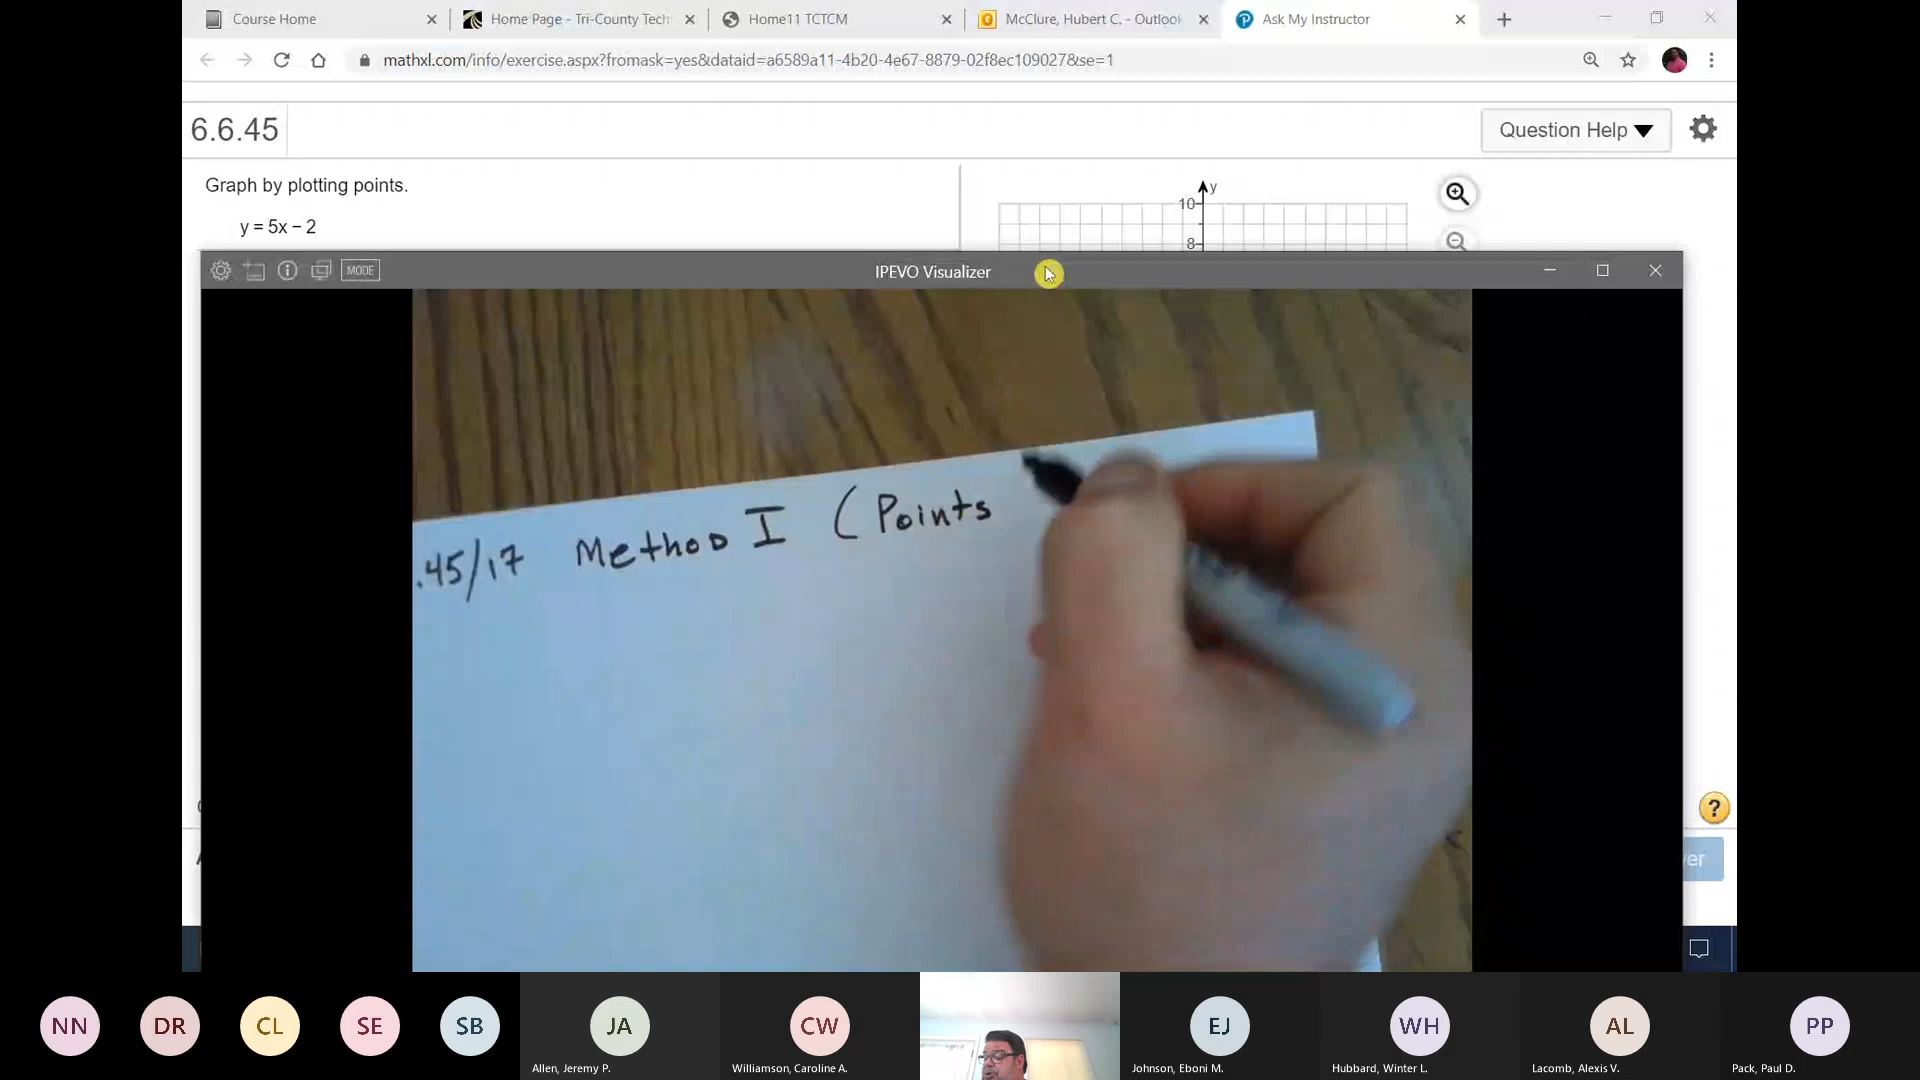 Course Home
Home Page - Tri-County Tech
Home11 TCTCM
McClure, Hubert C. - Outlook
Ask My Instructor
mathxl.com/info/exercise.aspx?fromask=yes&dataid=a6589a11-4b20-4e67-8879-02f8ec109027&se=1
6.6.45
Question Help
Graph by plotting points.
y = 5x − 2
y
10
8
MODE
IPEVO Visualizer
.45/17 Method I (Points
?
er
NN
DR
CL
SE
SB
JA
CW
EJ
WH
AL
PP
Allen, Jeremy P.
Williamson, Caroline A.
Johnson, Eboni M.
Hubbard, Winter L.
Lacomb, Alexis V.
Pack, Paul D.